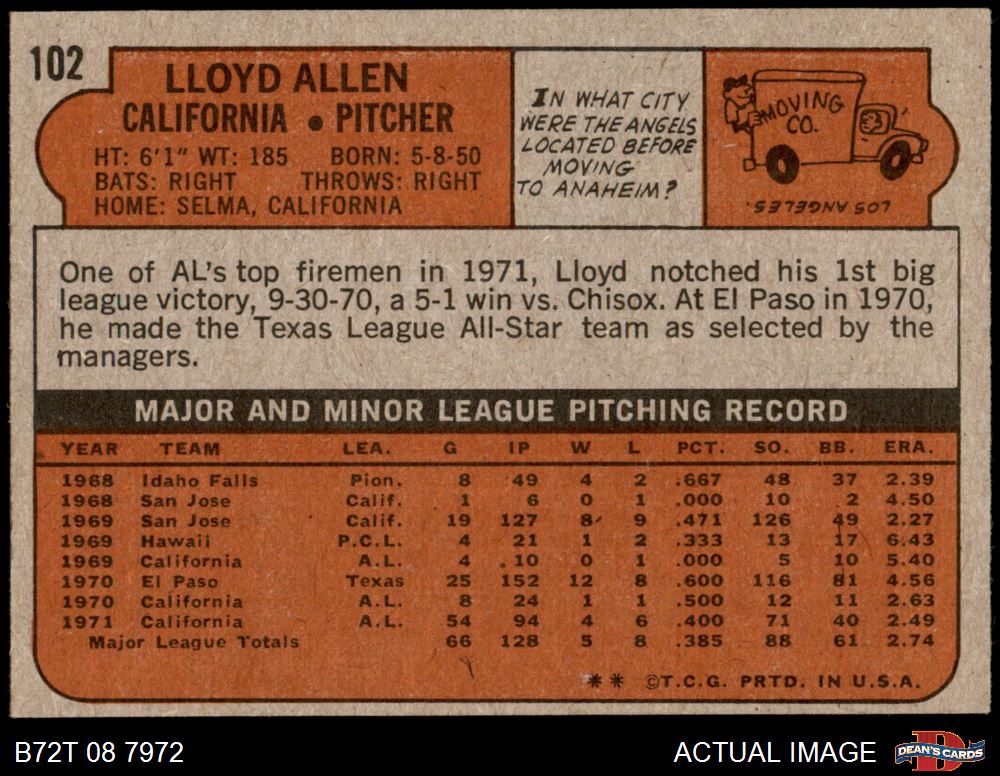 102
LLOYD ALLEN
CALIFORNIA • PITCHER
HT: 6'1" WT: 185 BORN: 5-8-50
BATS: RIGHT THROWS: RIGHT
HOME: SELMA, CALIFORNIA
IN WHAT CITY
WERE THE ANGELS
LOCATED BEFORE
MOVING
TO ANAHEIM?
MOVING
CO.
LOS ANGELES.
One of AL's top firemen in 1971, Lloyd notched his 1st big
league victory, 9-30-70, a 5-1 win vs. Chisox. At El Paso in 1970,
he made the Texas League All-Star team as selected by the
managers.
MAJOR AND MINOR LEAGUE PITCHING RECORD
YEAR TEAM LEA. G IP W L PCT. SO. BB. ERA.
1968 Idaho Falls Pion. 8 49 4 2 .667 48 37 2.39
1968 San Jose Calif. 1 6 0 1 .000 10 2 4.50
1969 San Jose Calif. 19 127 8 9 .471 126 49 2.27
1969 Hawaii P.C.L. 4 21 1 2 .333 13 17 6.43
1969 California A.L. 4 10 0 1 .000 5 10 5.40
1970 El Paso Texas 25 152 12 8 .600 116 81 4.56
1970 California A.L. 8 24 1 1 .500 12 11 2.63
1971 California A.L. 54 94 4 6 .400 71 40 2.49
Major League Totals 66 128 5 8 .385 88 61 2.74
** ©T.C.G. PRTD. IN U.S.A.
B72T 08 7972
ACTUAL IMAGE
DEAN'S CARDS